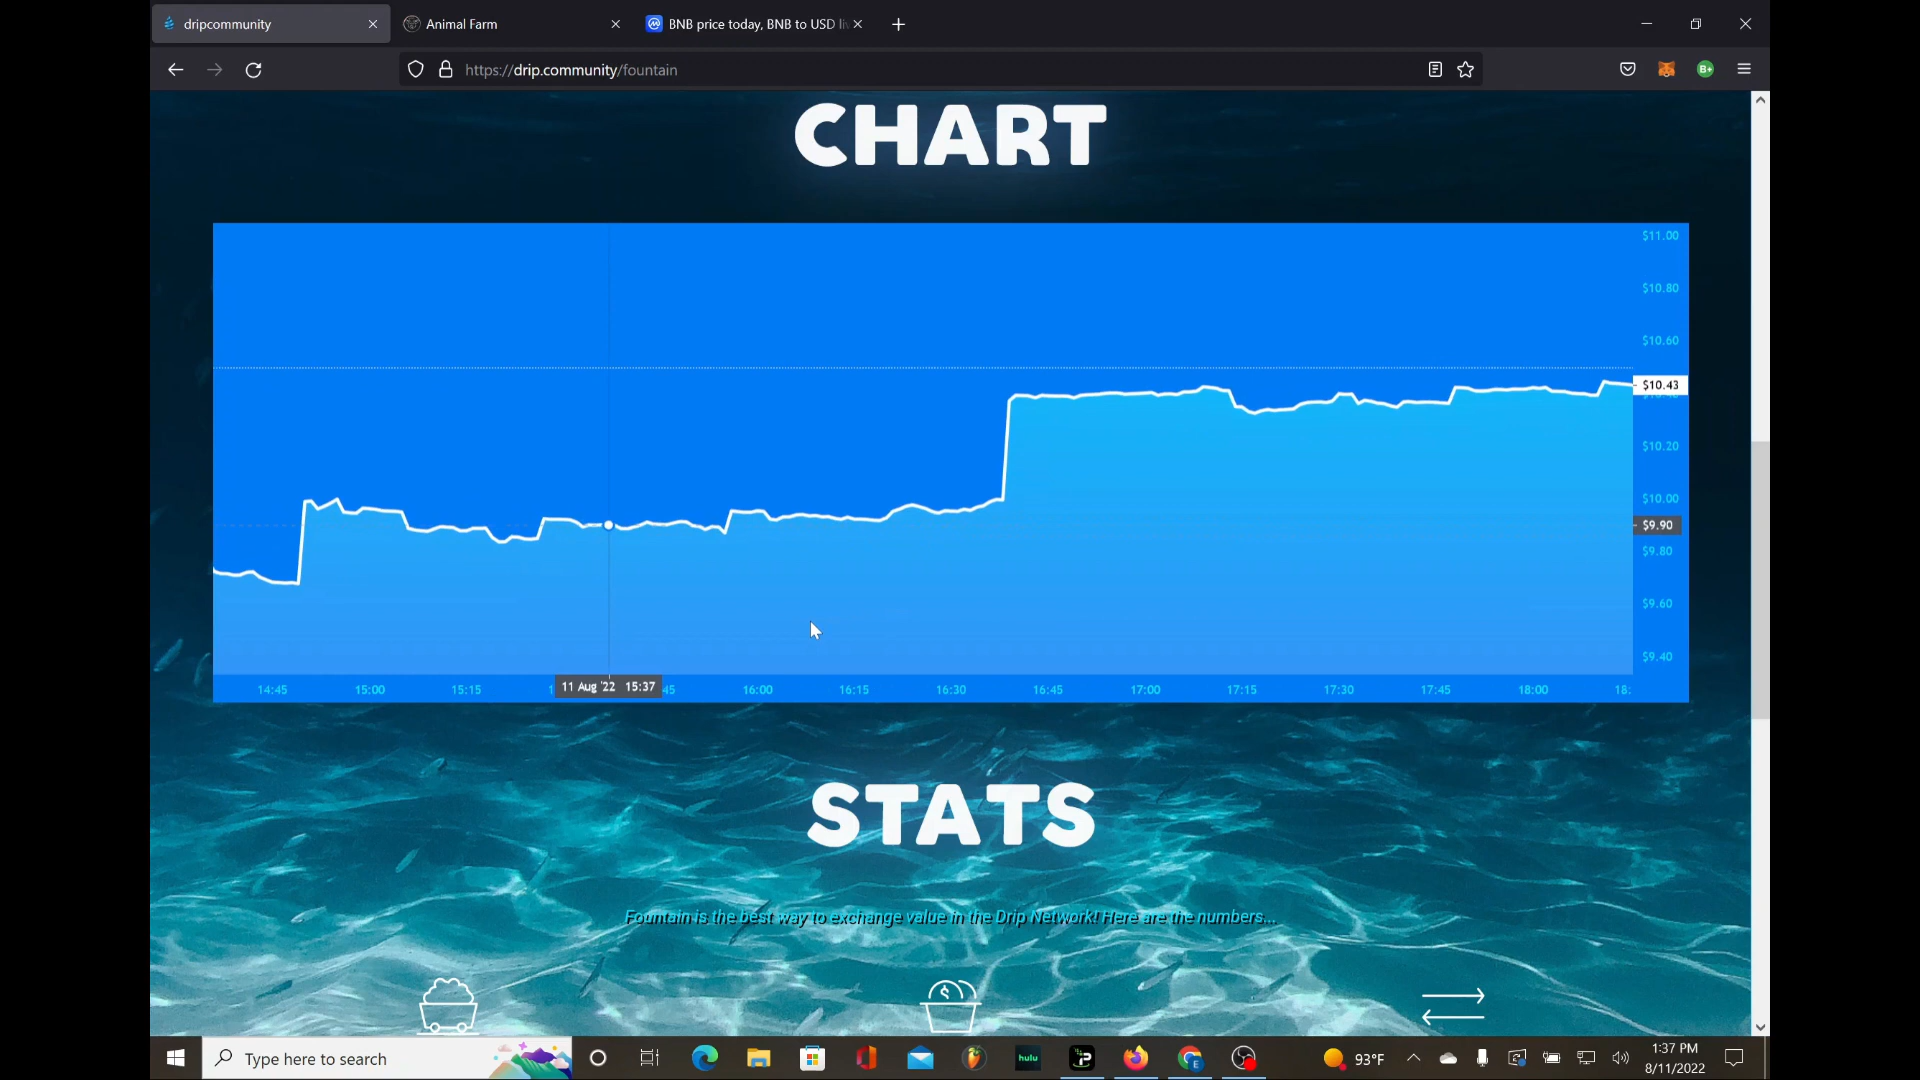 dripcommunity
Animal Farm
BNB price today, BNB to USD li
https://drip.community/fountain
B+
CHART
$11.00
$10.80
$10.60
$10.43
$10.20
$10.00
$9.90
$9.80
$9.60
$9.40
14:45 15:00 15:15 11 Aug '22 15:37 :45 16:00 16:15 16:30 16:45 17:00 17:15 17:30 17:45 18:00 18:
STATS
Fountain is the best way to exchange value in the Drip Network! Here are the numbers...
Type here to search
hulu
93°F
1:37 PM
8/11/2022